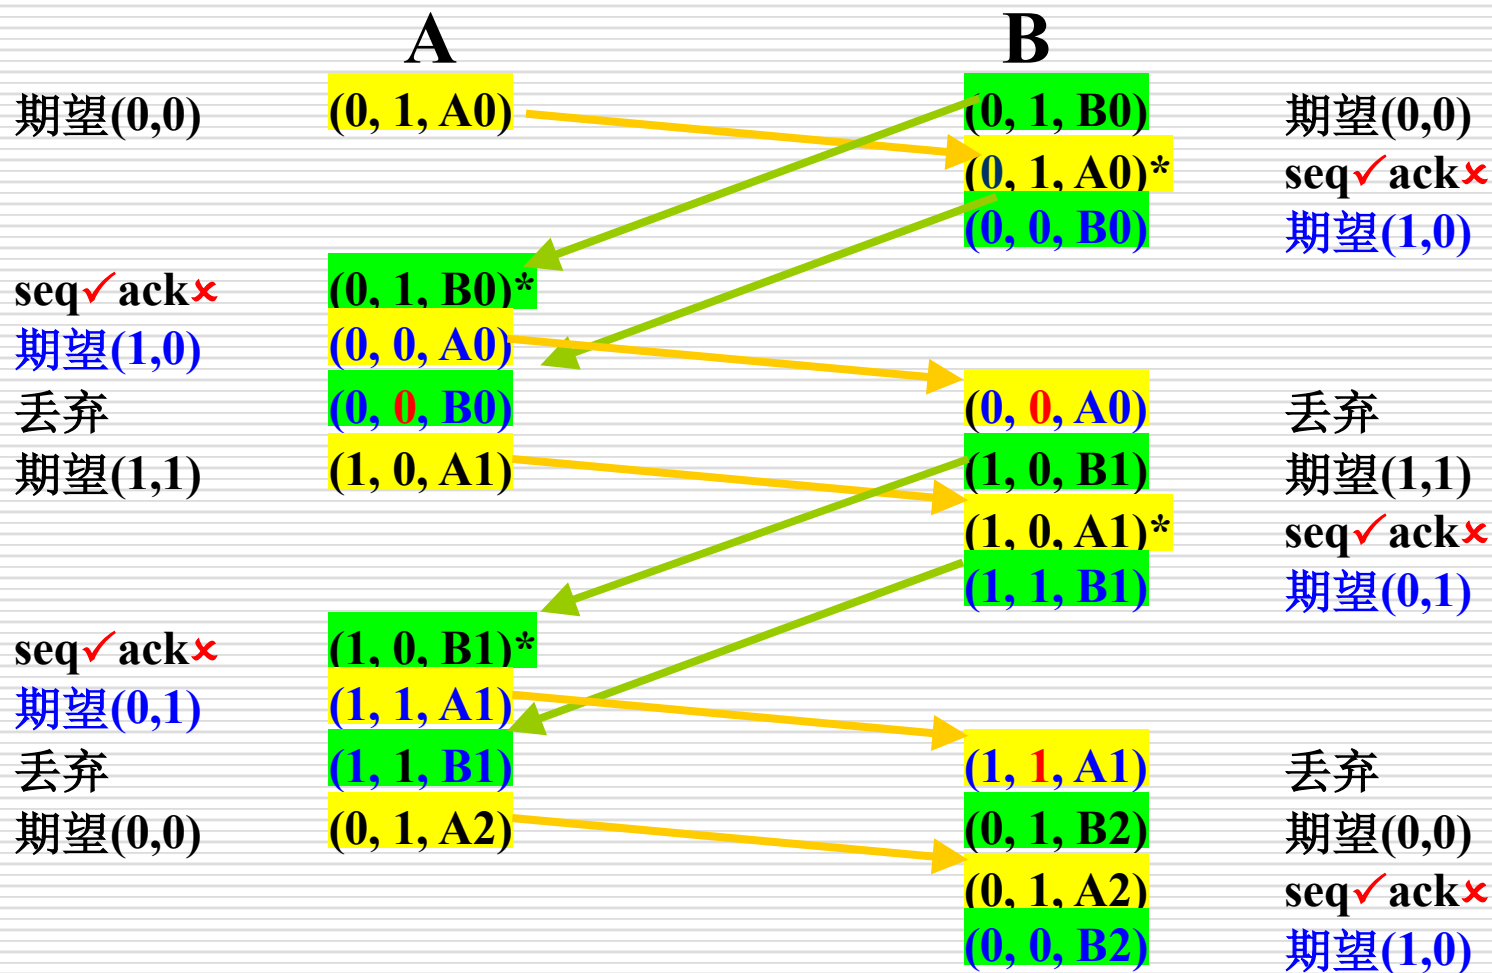 A B
期望(0,0) (0, 1, A0) (0, 1, B0) 期望(0,0)
(0, 1, A0)* seq✓ack✗
(0, 0, B0) 期望(1,0)
seq✓ack✗ (0, 1, B0)*
期望(1,0) (0, 0, A0)
丢弃 (0, 0, B0) (0, 0, A0) 丢弃
期望(1,1) (1, 0, A1) (1, 0, B1) 期望(1,1)
(1, 0, A1)* seq✓ack✗
(1, 1, B1) 期望(0,1)
seq✓ack✗ (1, 0, B1)*
期望(0,1) (1, 1, A1)
丢弃 (1, 1, B1) (1, 1, A1) 丢弃
期望(0,0) (0, 1, A2) (0, 1, B2) 期望(0,0)
(0, 1, A2) seq✓ack✗
(0, 0, B2) 期望(1,0)